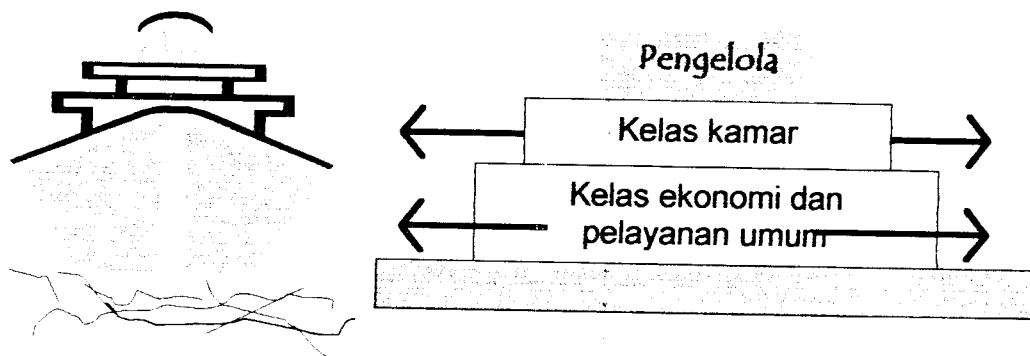 Pengelola
Kelas kamar
Kelas ekonomi dan
pelayanan umum